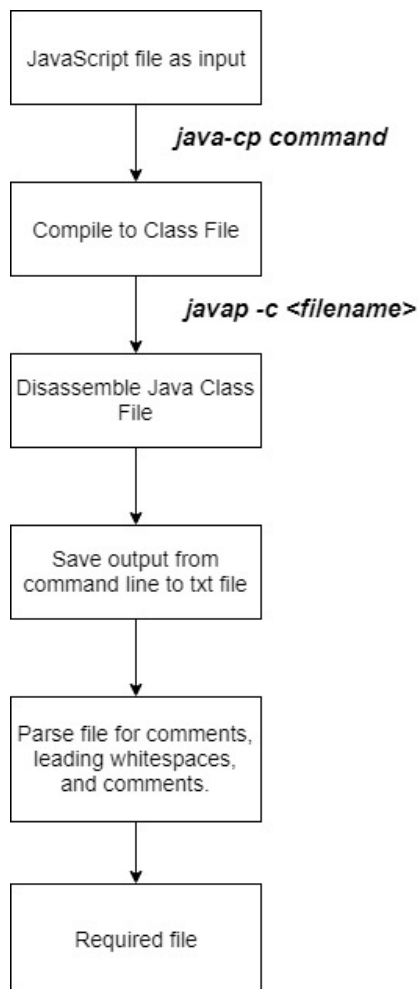 JavaScript file as input
java-cp command
Compile to Class File
javap -c <filename>
Disassemble Java Class
File
Save output from
command line to txt file
Parse file for comments,
leading whitespaces,
and comments.
Required file